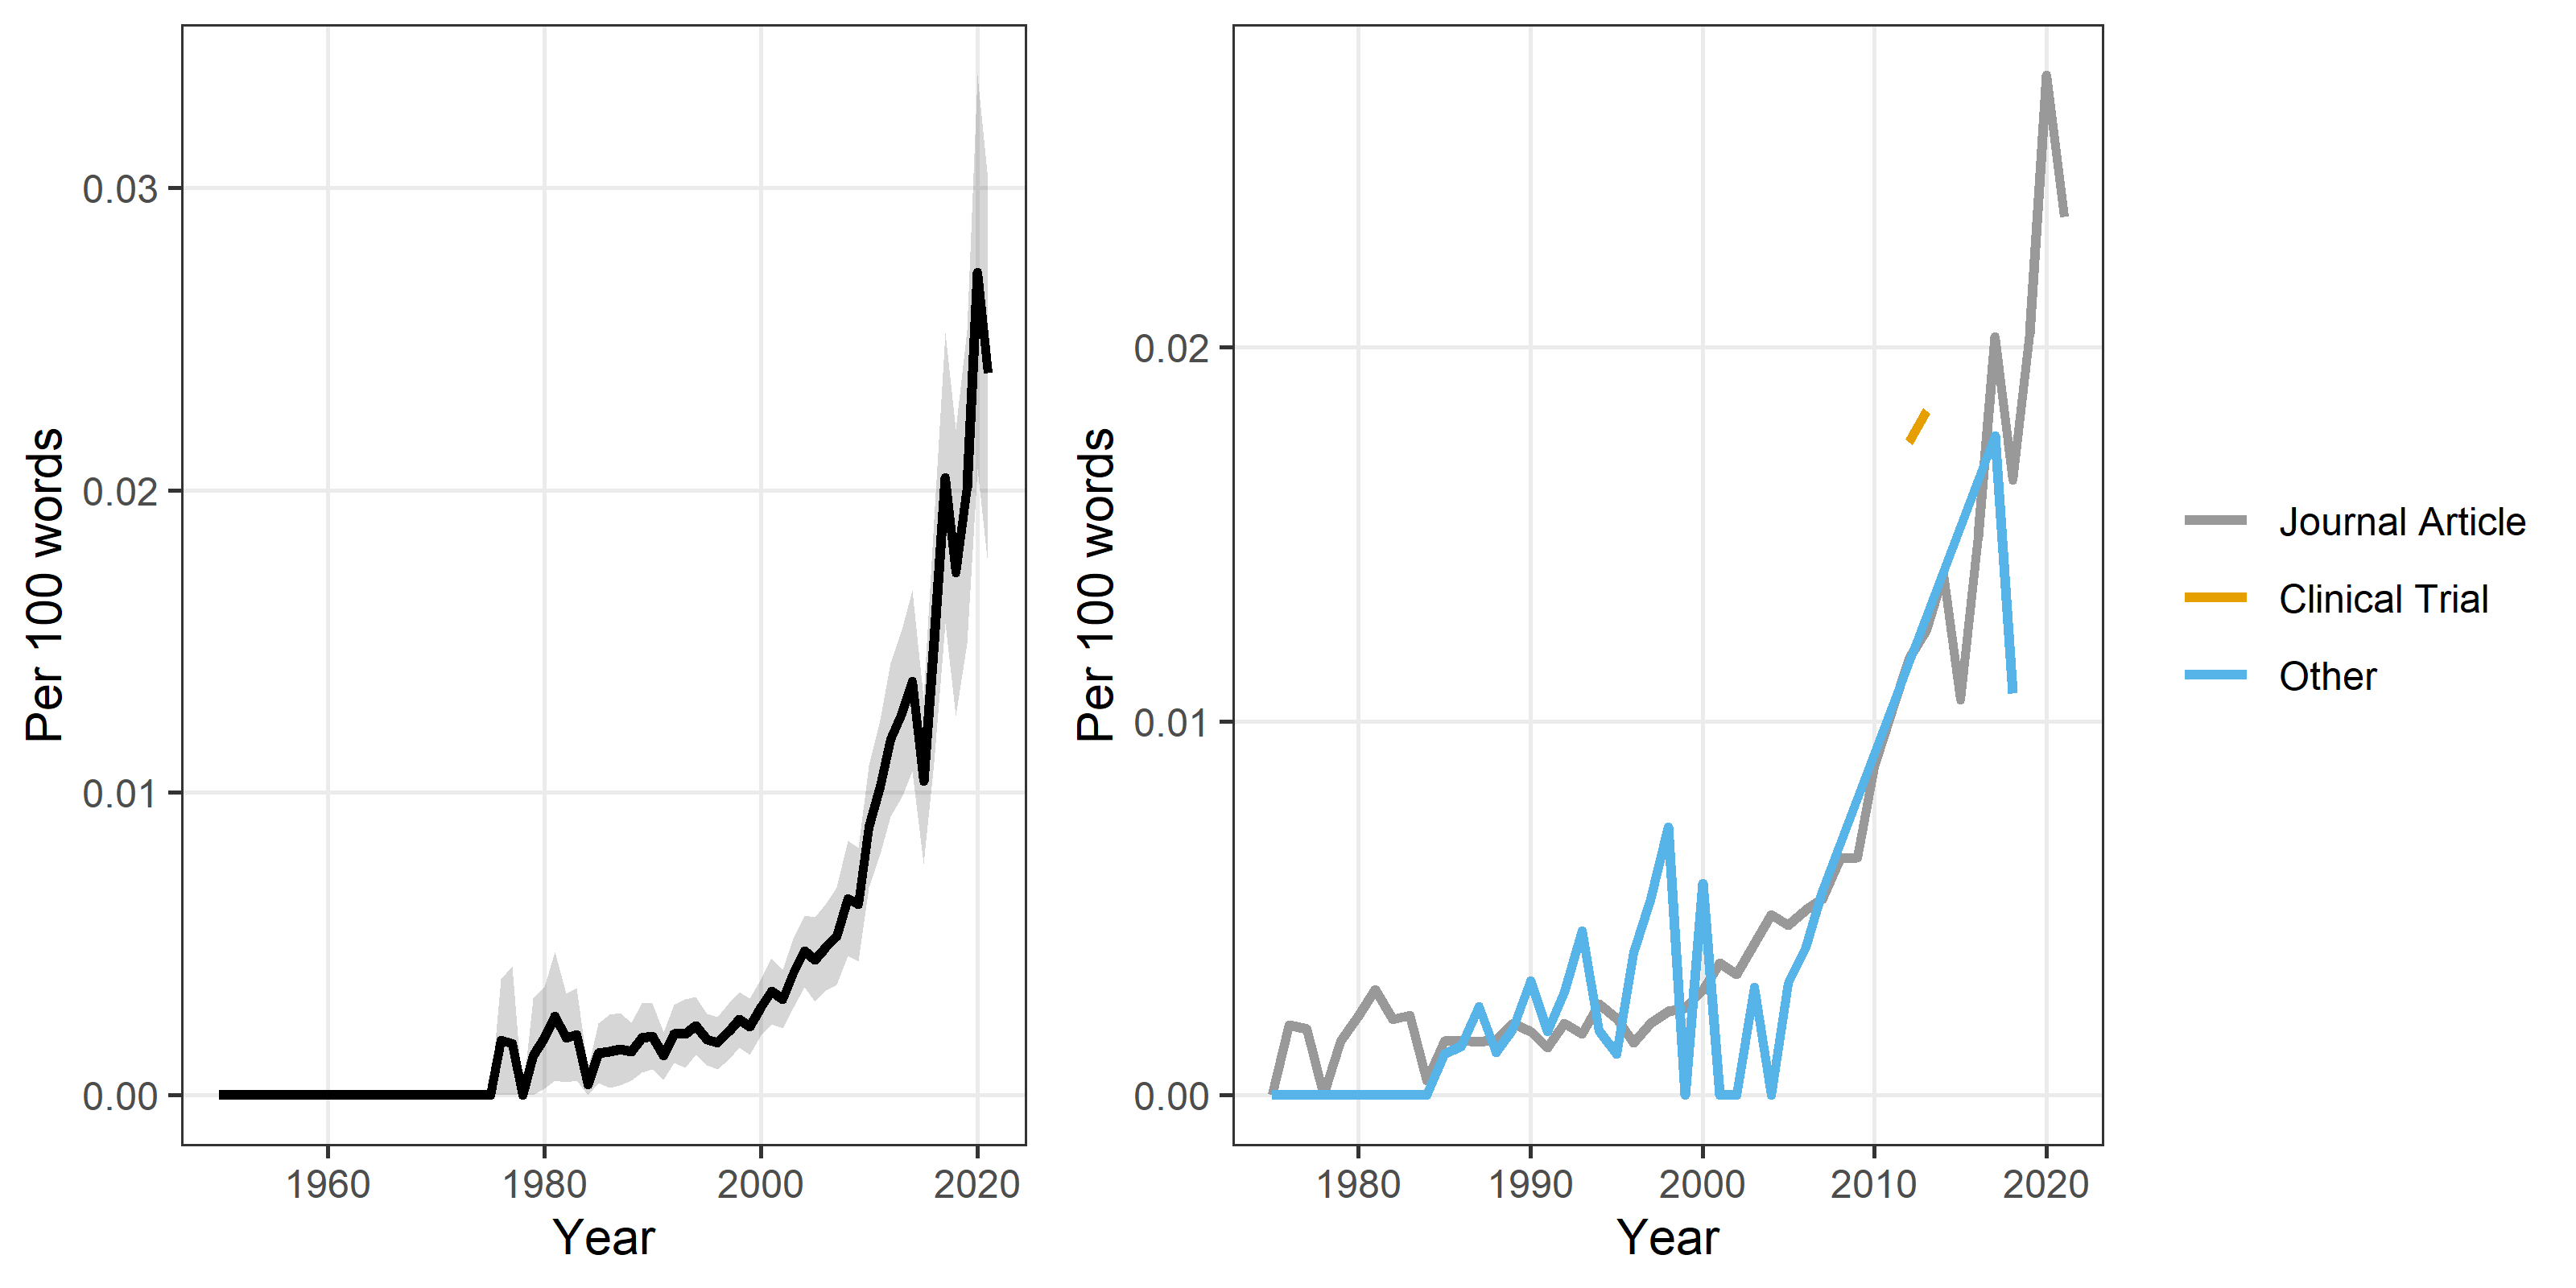 Per 100 words
0.03
0.02
0.01
0.00
1960 1980 2000 2020
Year
Per 100 words
0.02
0.01
0.00
1980 1990 2000 2010 2020
Year
Journal Article
Clinical Trial
Other